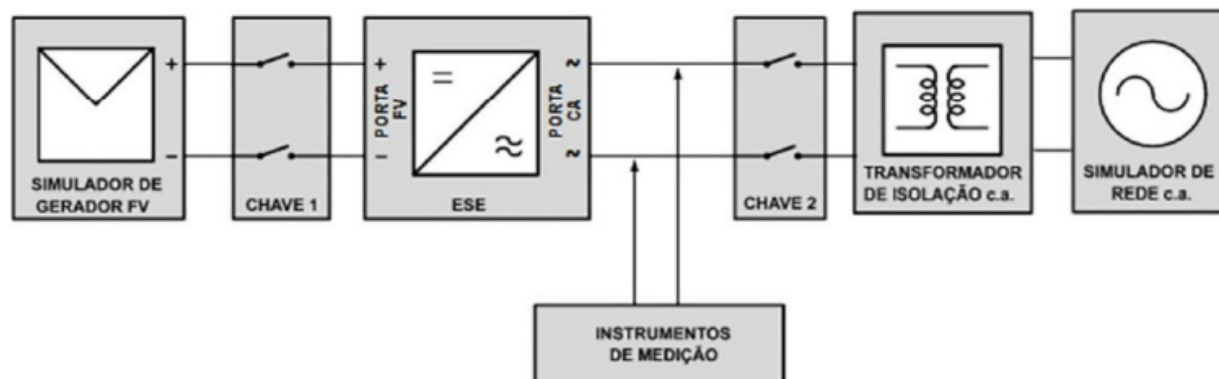 +
−
SIMULADOR DE
GERADOR FV
CHAVE 1
+
−
PORTA
FV
=
≈
~
~
PORTA
CA
ESE
CHAVE 2
TRANSFORMADOR
DE ISOLAÇÃO c.a.
SIMULADOR DE
REDE c.a.
INSTRUMENTOS
DE MEDIÇÃO